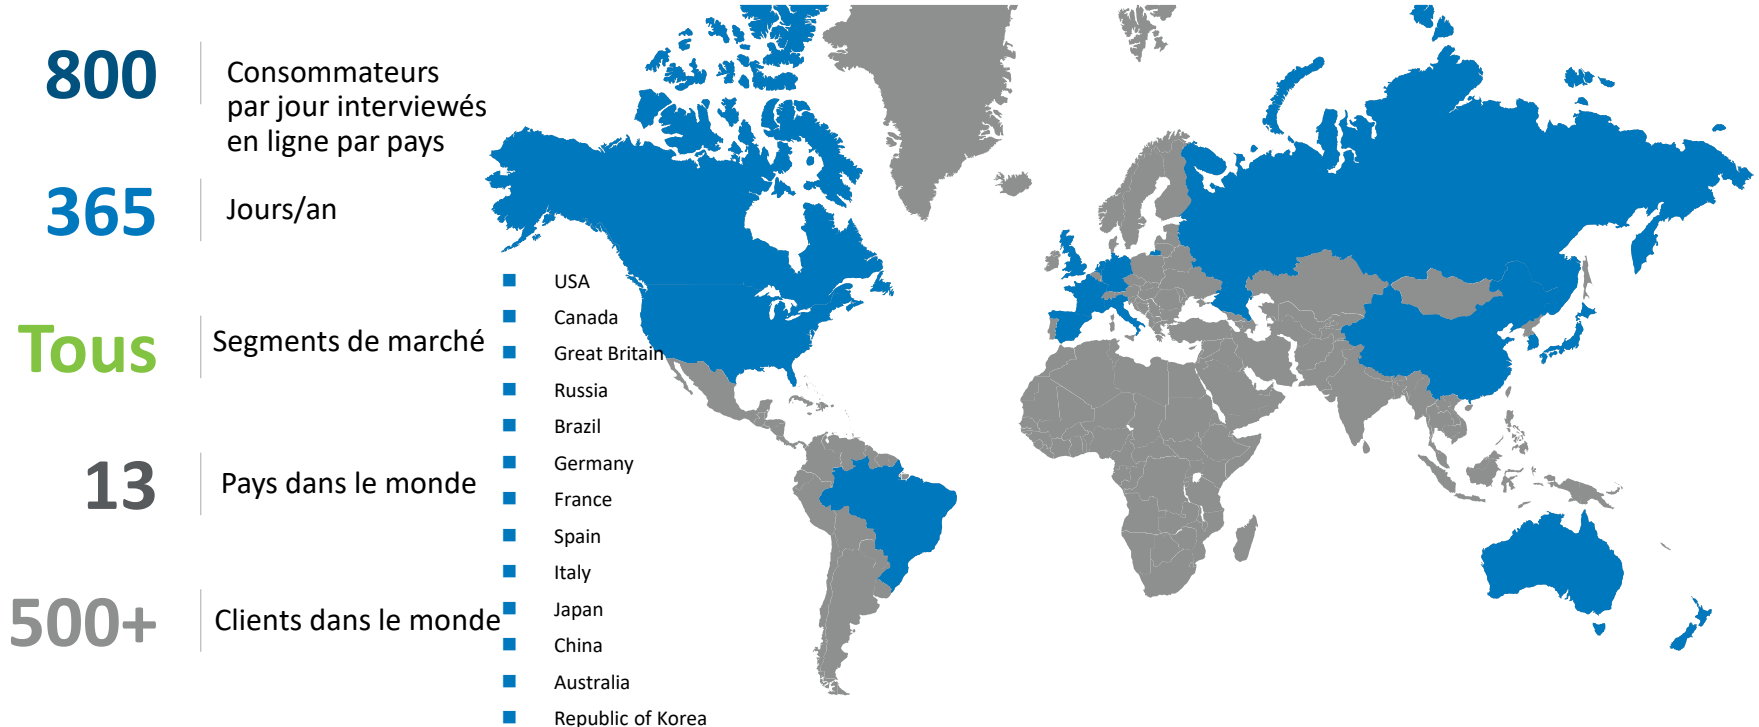 800
Consommateurs
par jour interviewés
en ligne par pays
365
Jours/an
Tous
Segments de marché
13
Pays dans le monde
500+
Clients dans le monde
USA
Canada
Great Britain
Russia
Brazil
Germany
France
Spain
Italy
Japan
China
Australia
Republic of Korea